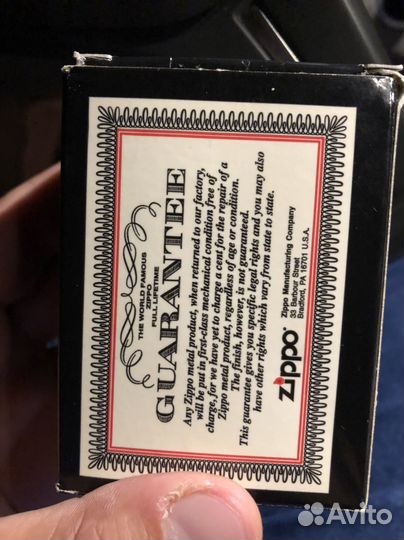 THE WORLD FAMOUS
ZIPPO
FULL LIFETIME
GUARANTEE
Any Zippo metal product, when returned to our factory,
will be put in first-class mechanical condition free of
charge, for we have yet to charge a cent for the repair of a
Zippo metal product, regardless of age or condition.
The finish, however, is not guaranteed.
This guarantee gives you specific legal rights and you may also
have other rights which vary from state to state.
zippo
Zippo Manufacturing Company
33 Barbour Street
Bradford, PA 16701 U.S.A.
Avito